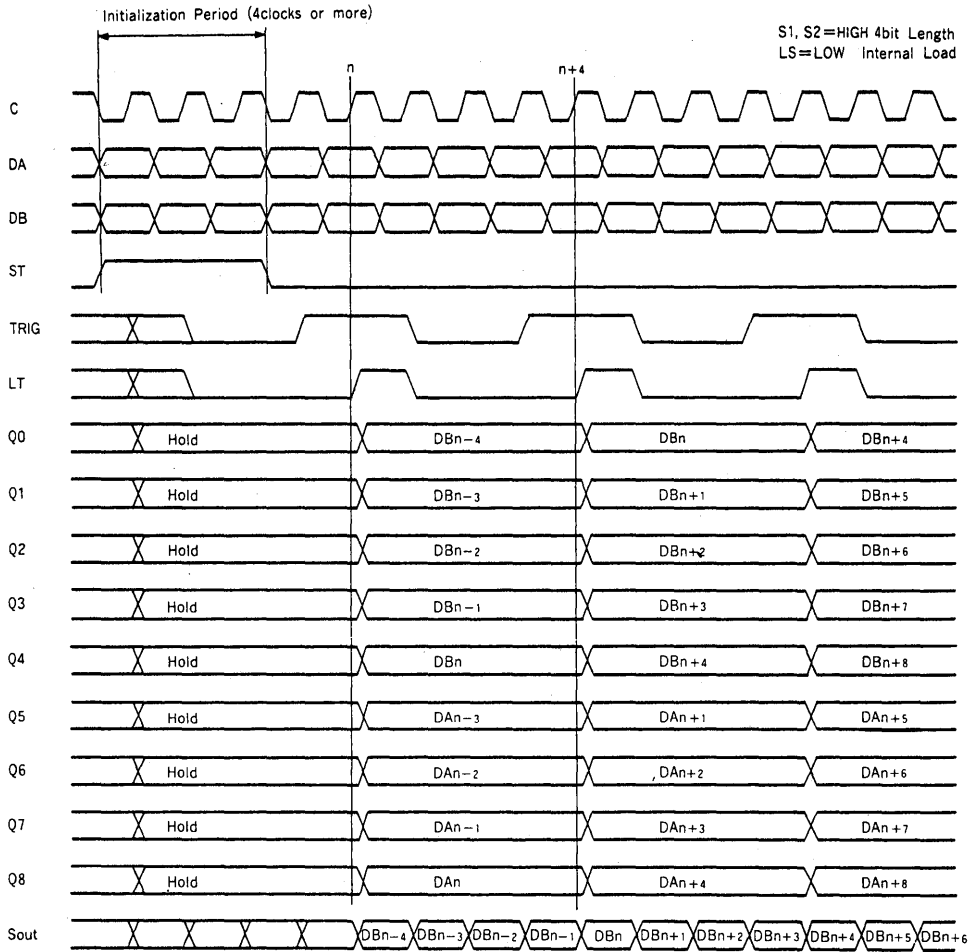 Initialization Period (4clocks or more)
S1, S2=HIGH 4bit Length
LS=LOW Internal Load
n n+4
C
DA
DB
ST
TRIG
LT
Q0 Hold DBn-4 DBn DBn+4
Q1 Hold DBn-3 DBn+1 DBn+5
Q2 Hold DBn-2 DBn+2 DBn+6
Q3 Hold DBn-1 DBn+3 DBn+7
Q4 Hold DBn DBn+4 DBn+8
Q5 Hold DAn-3 DAn+1 DAn+5
Q6 Hold DAn-2 DAn+2 DAn+6
Q7 Hold DAn-1 DAn+3 DAn+7
Q8 Hold DAn DAn+4 DAn+8
Sout DBn-4 DBn-3 DBn-2 DBn-1 DBn DBn+1 DBn+2 DBn+3 DBn+4 DBn+5 DBn+6